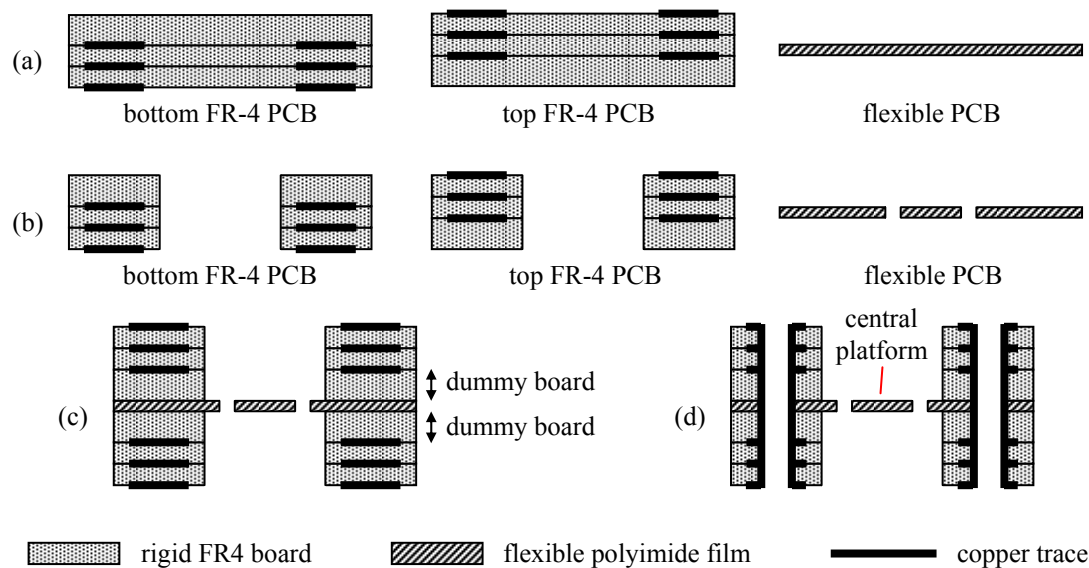 (a)
bottom FR-4 PCB
top FR-4 PCB
flexible PCB
(b)
bottom FR-4 PCB
top FR-4 PCB
flexible PCB
central
platform
(c)
dummy board
dummy board
(d)
rigid FR4 board
flexible polyimide film
copper trace